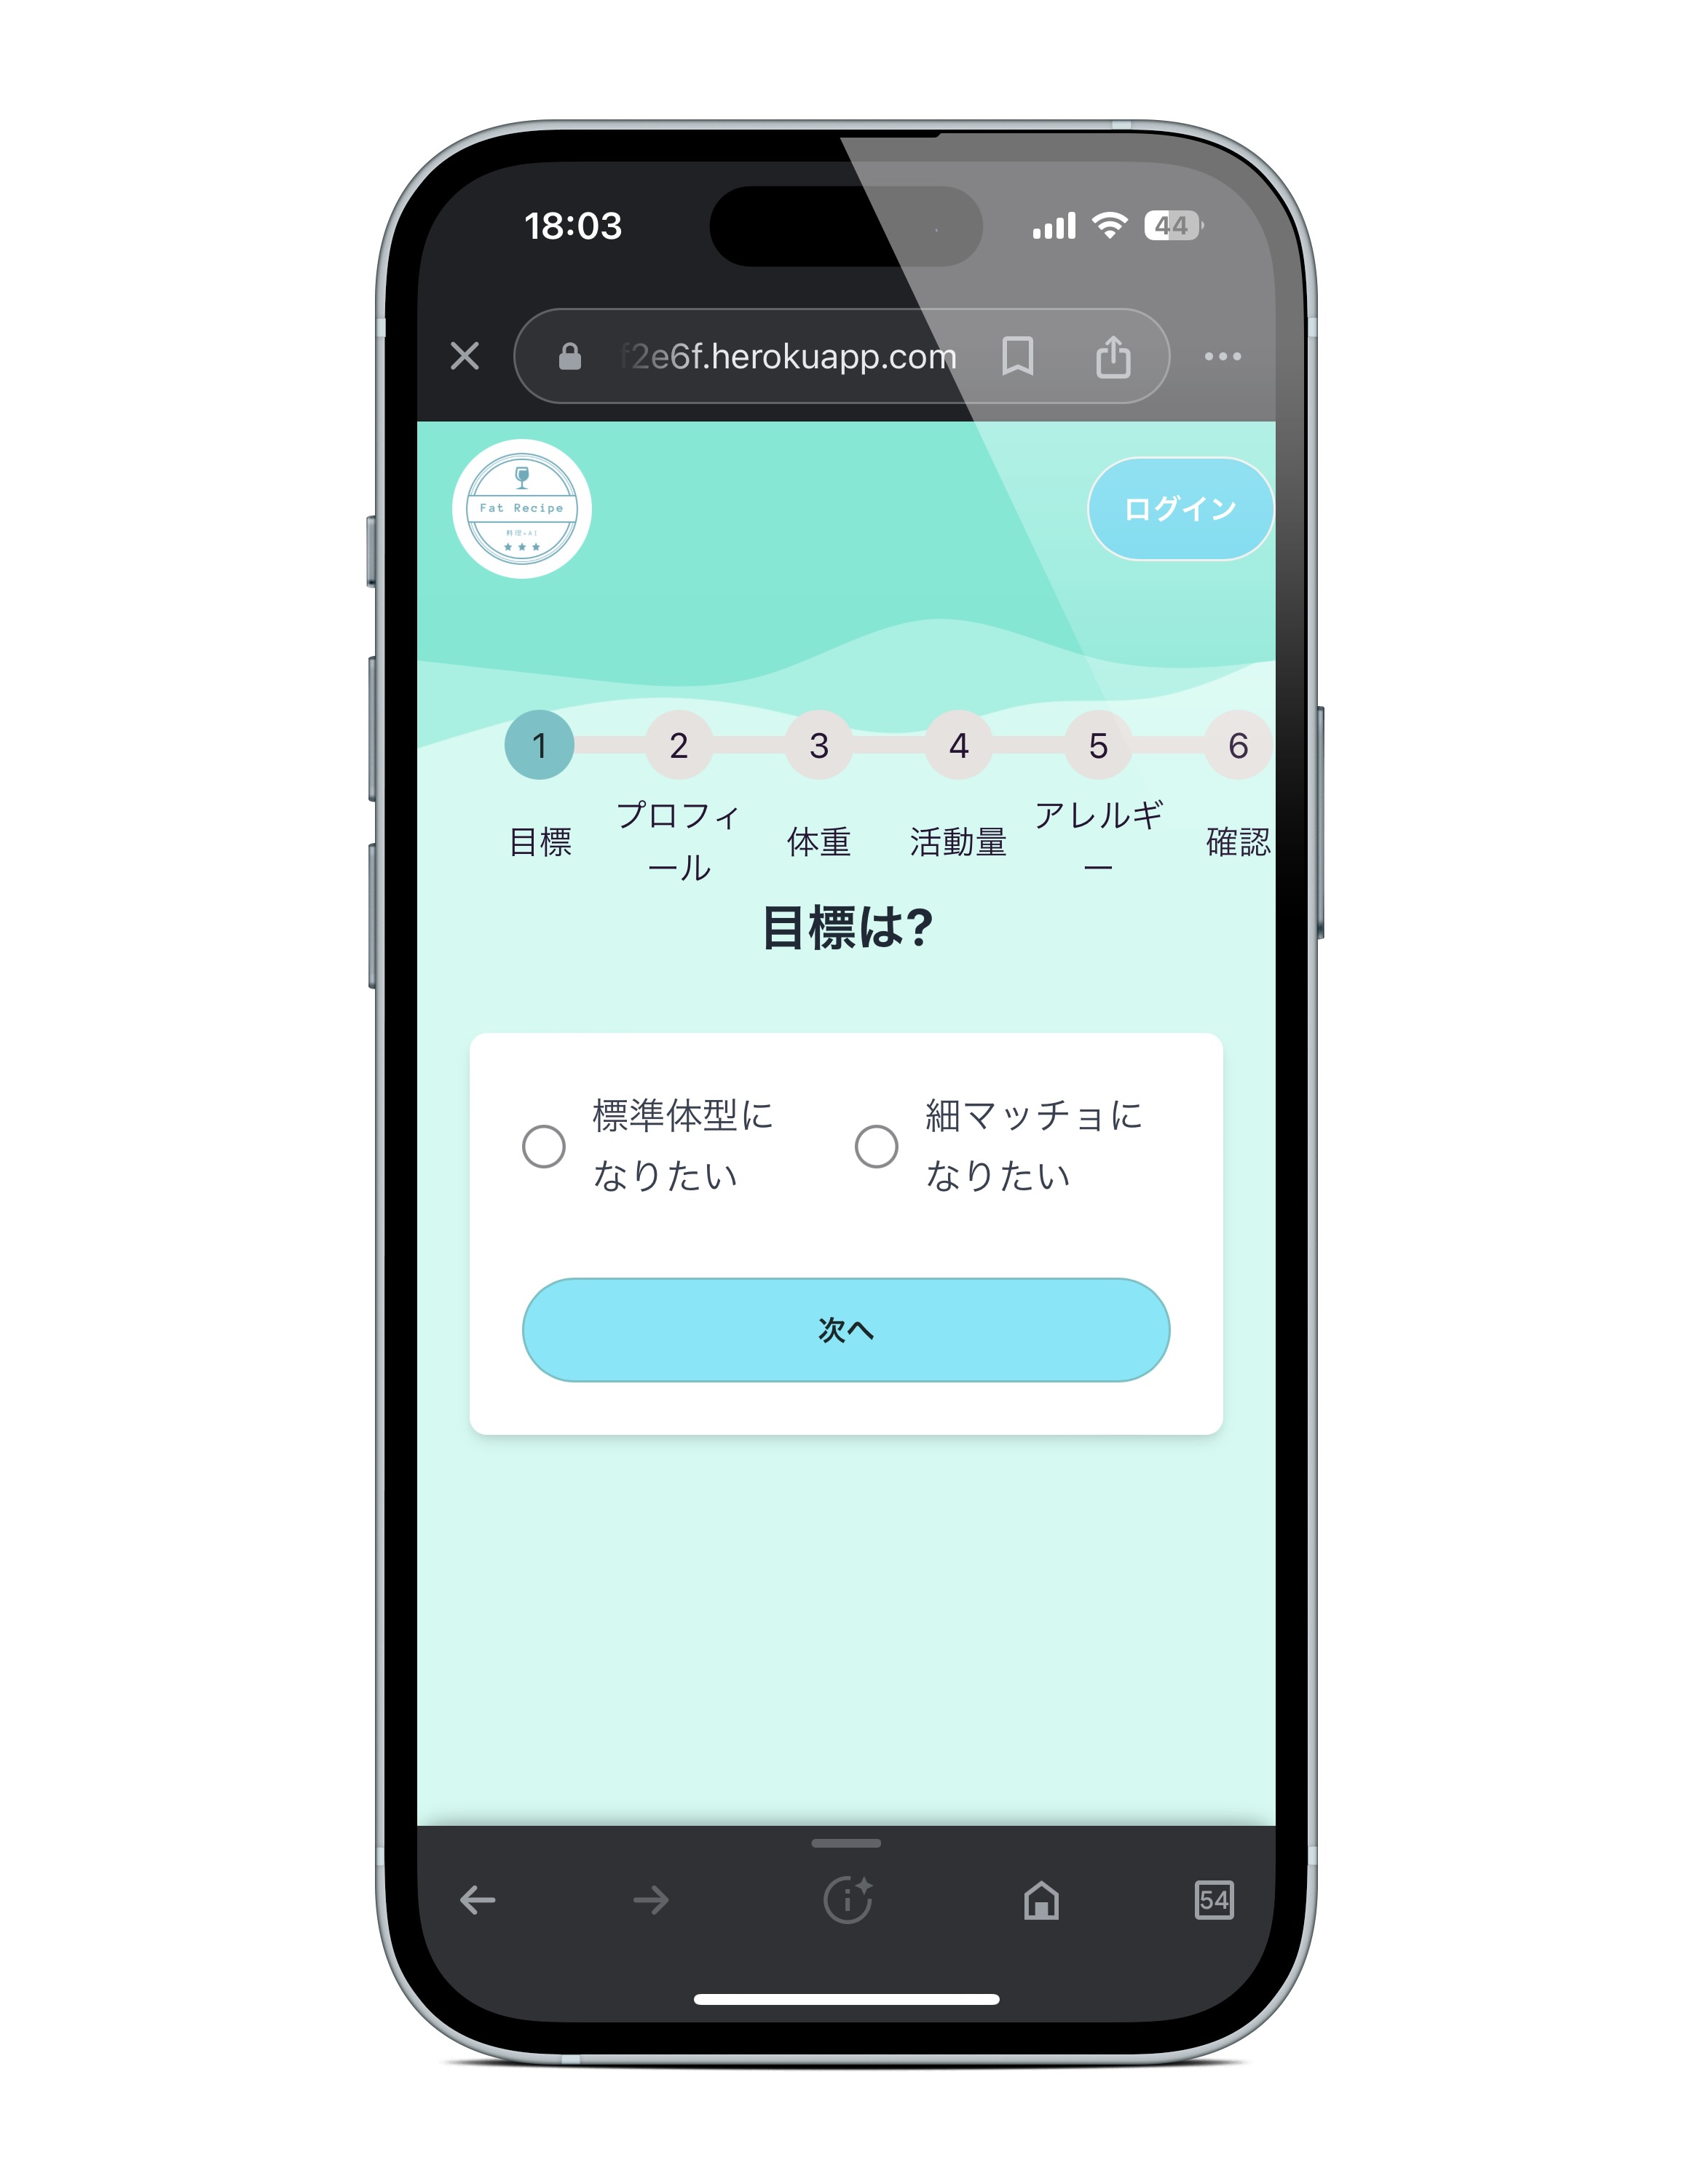 18:03
44
f2e6f.herokuapp.com
Fat Recipe
料理×AI
ログイン
1
2
3
4
5
6
目標
プロフィ
ール
体重
活動量
アレルギ
ー
確認
目標は?
標準体型に
なりたい
細マッチョに
なりたい
次へ
54